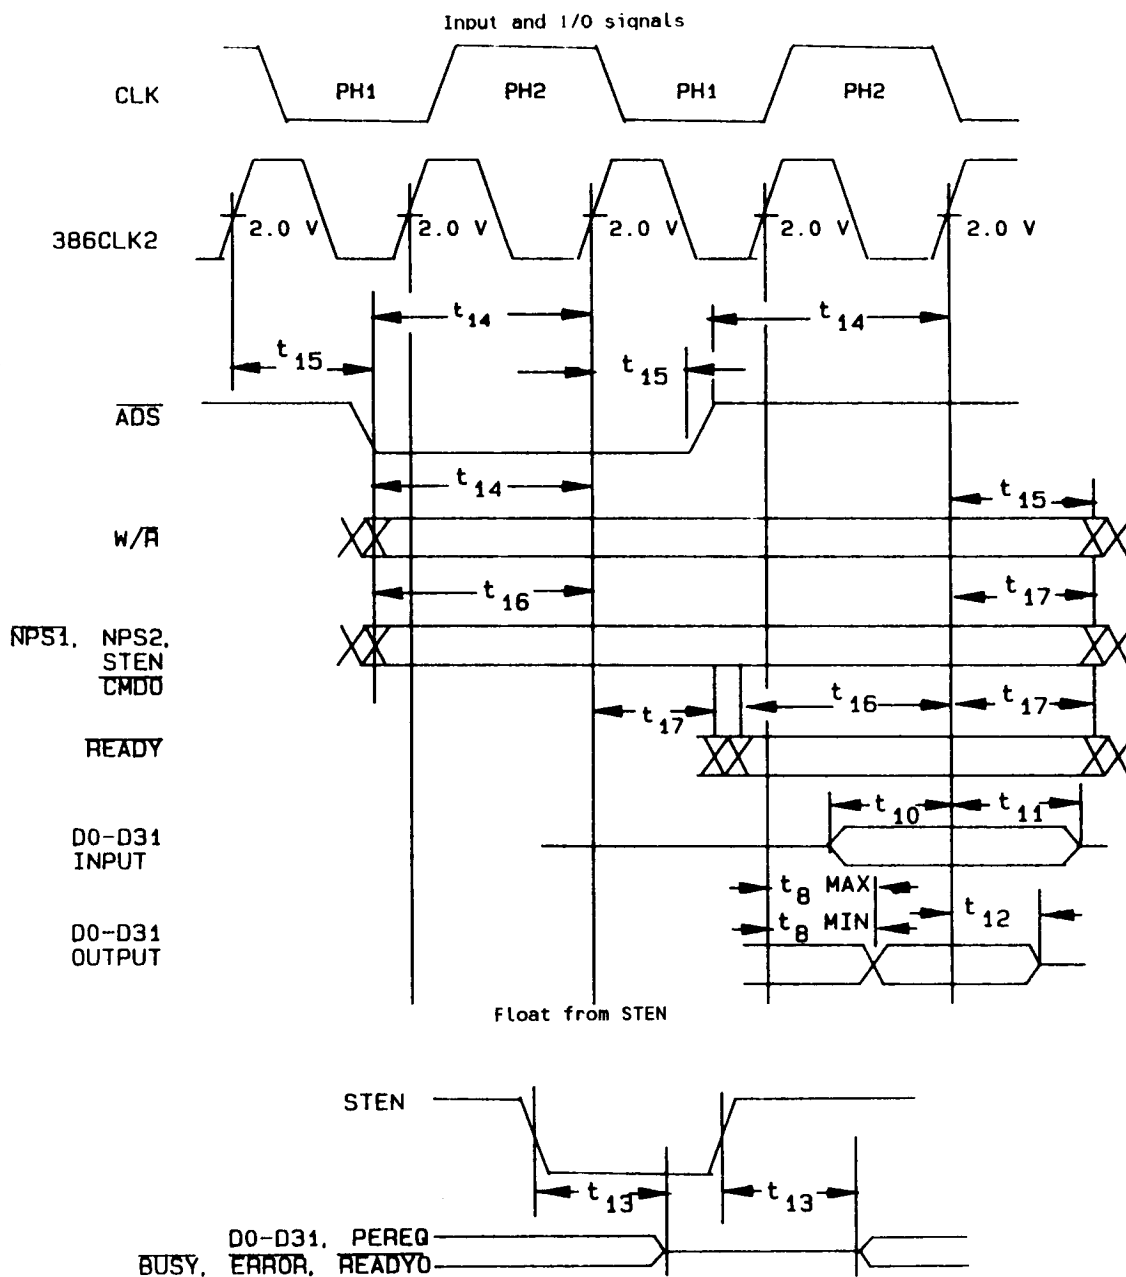 Input and I/O signals
CLK PH1 PH2 PH1 PH2
386CLK2 2.0 V 2.0 V 2.0 V 2.0 V 2.0 V
t14 t14
t15 t15
ADS
t14 t15
W/R
t16 t17
NPS1, NPS2,
STEN
CMD0
t17 t16 t17
READY
t10 t11
D0-D31
INPUT
t8 MAX
t8 MIN t12
D0-D31
OUTPUT
Float from STEN
STEN
t13 t13
D0-D31, PEREQ
BUSY, ERROR, READYO